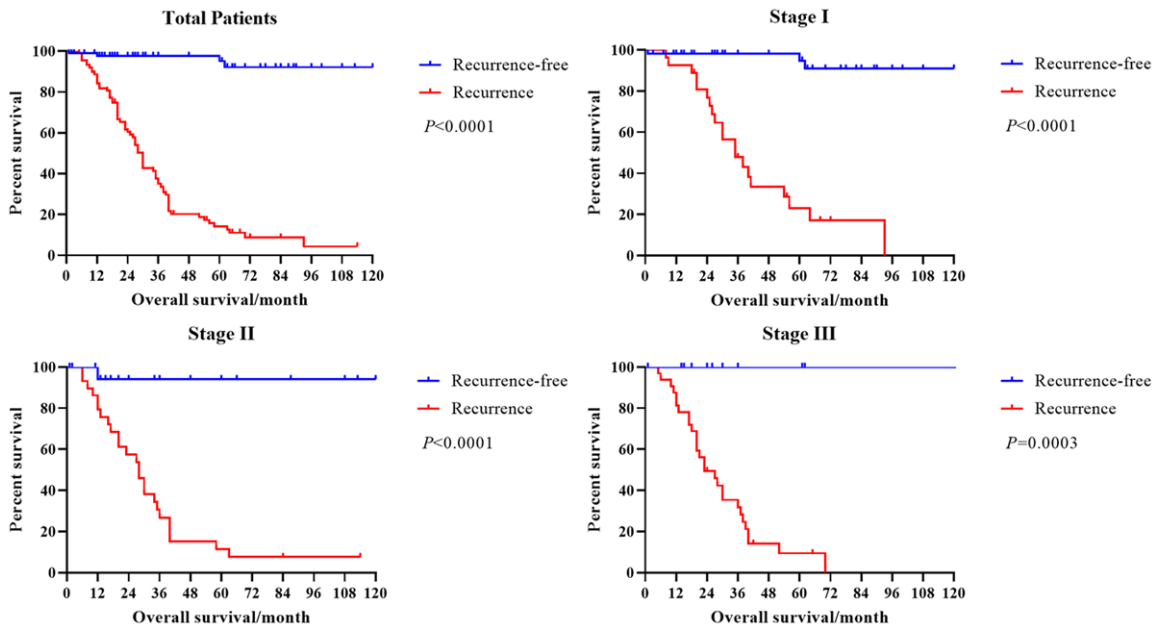 Total Patients
Percent survival
100
80
60
40
20
0
0 12 24 36 48 60 72 84 96 108 120
Overall survival/month
Recurrence-free
Recurrence
P<0.0001
Stage I
Percent survival
100
80
60
40
20
0
0 12 24 36 48 60 72 84 96 108 120
Overall survival/month
Recurrence-free
Recurrence
P<0.0001
Stage II
Percent survival
100
80
60
40
20
0
0 12 24 36 48 60 72 84 96 108 120
Overall survival/month
Recurrence-free
Recurrence
P<0.0001
Stage III
Percent survival
100
80
60
40
20
0
0 12 24 36 48 60 72 84 96 108 120
Overall survival/month
Recurrence-free
Recurrence
P=0.0003